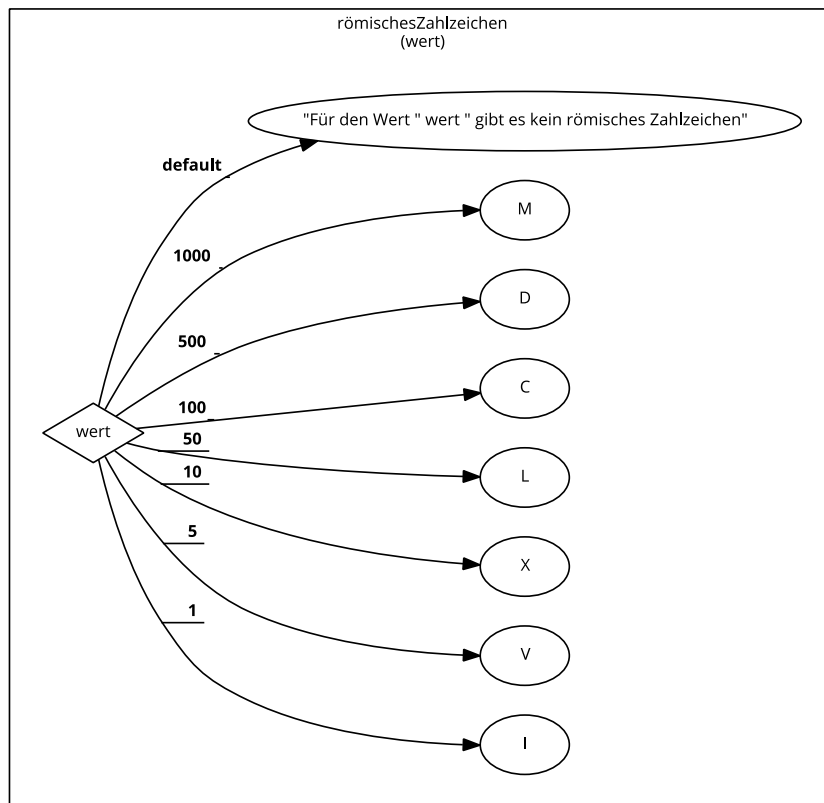 römischesZahlzeichen
(wert)
"Für den Wert " wert " gibt es kein römisches Zahlzeichen"
default
M
1000
D
500
C
100
wert
50
L
10
X
5
V
1
I